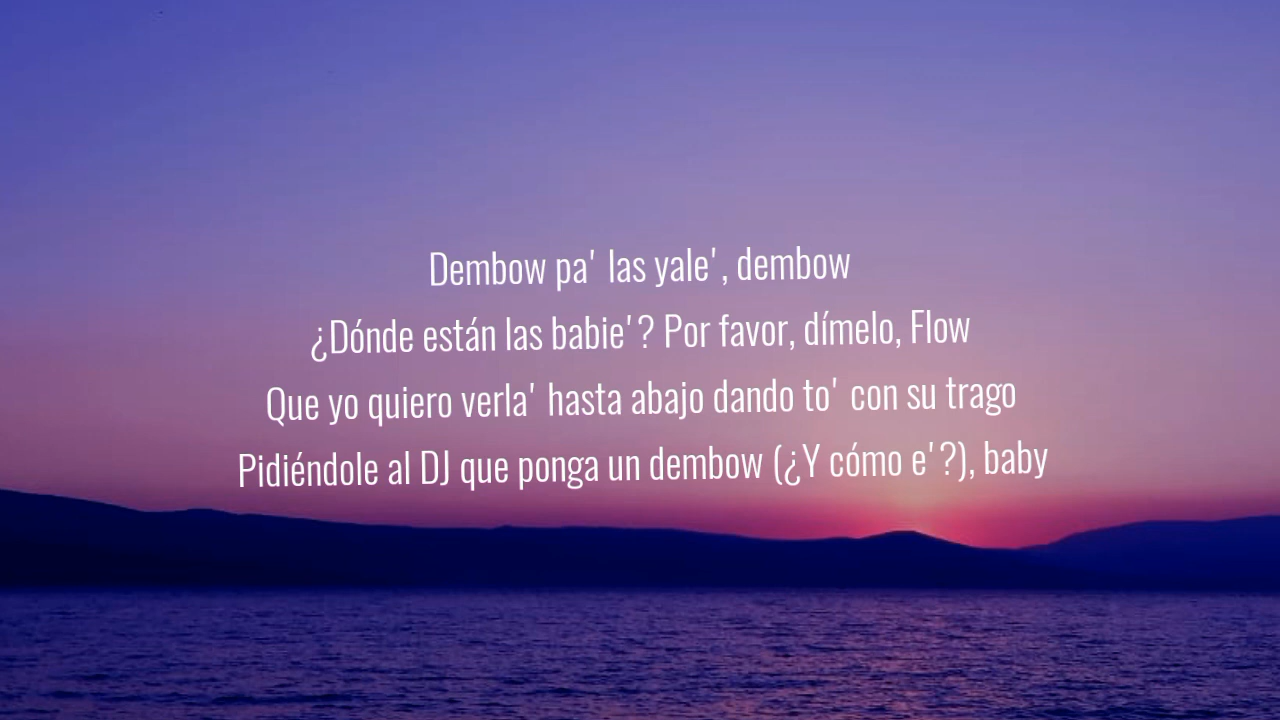 Dembow pa' las yale', dembow
¿Dónde están las babie'? Por favor, dímelo, Flow
Que yo quiero verla' hasta abajo dando to' con su trago
Pidiéndole al DJ que ponga un dembow (¿Y cómo e'?), baby